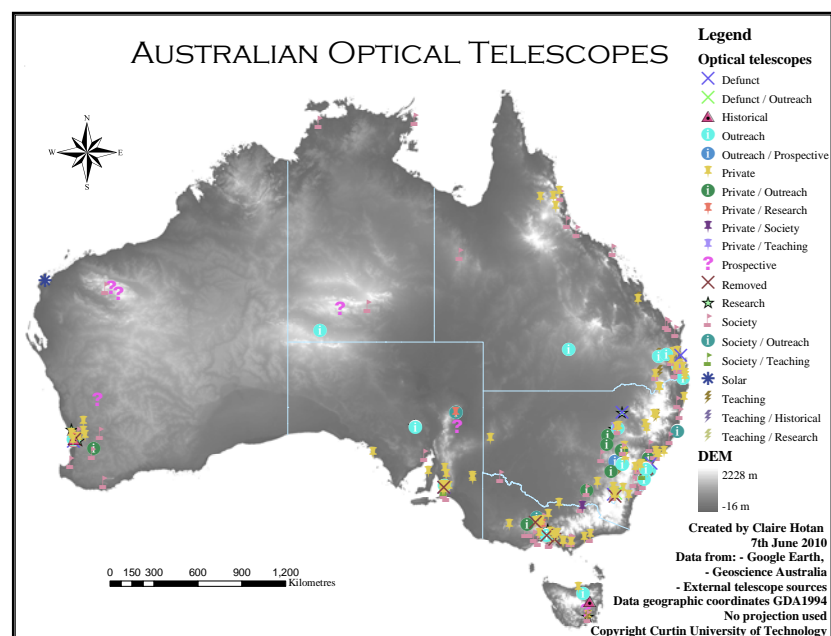 AUSTRALIAN OPTICAL TELESCOPES
N
W
E
S
Legend
Optical telescopes
Defunct
Defunct / Outreach
Historical
Outreach
Outreach / Prospective
Private
Private / Outreach
Private / Research
Private / Society
Private / Teaching
Prospective
Removed
Research
Society
Society / Outreach
Society / Teaching
Solar
Teaching
Teaching / Historical
Teaching / Research
DEM
2228 m
-16 m
0 150 300 600 900 1,200
Kilometres
Created by Claire Hotan
7th June 2010
Data from: - Google Earth,
- Geoscience Australia
- External telescope sources
Data geographic coordinates GDA1994
No projection used
Copyright Curtin University of Technology